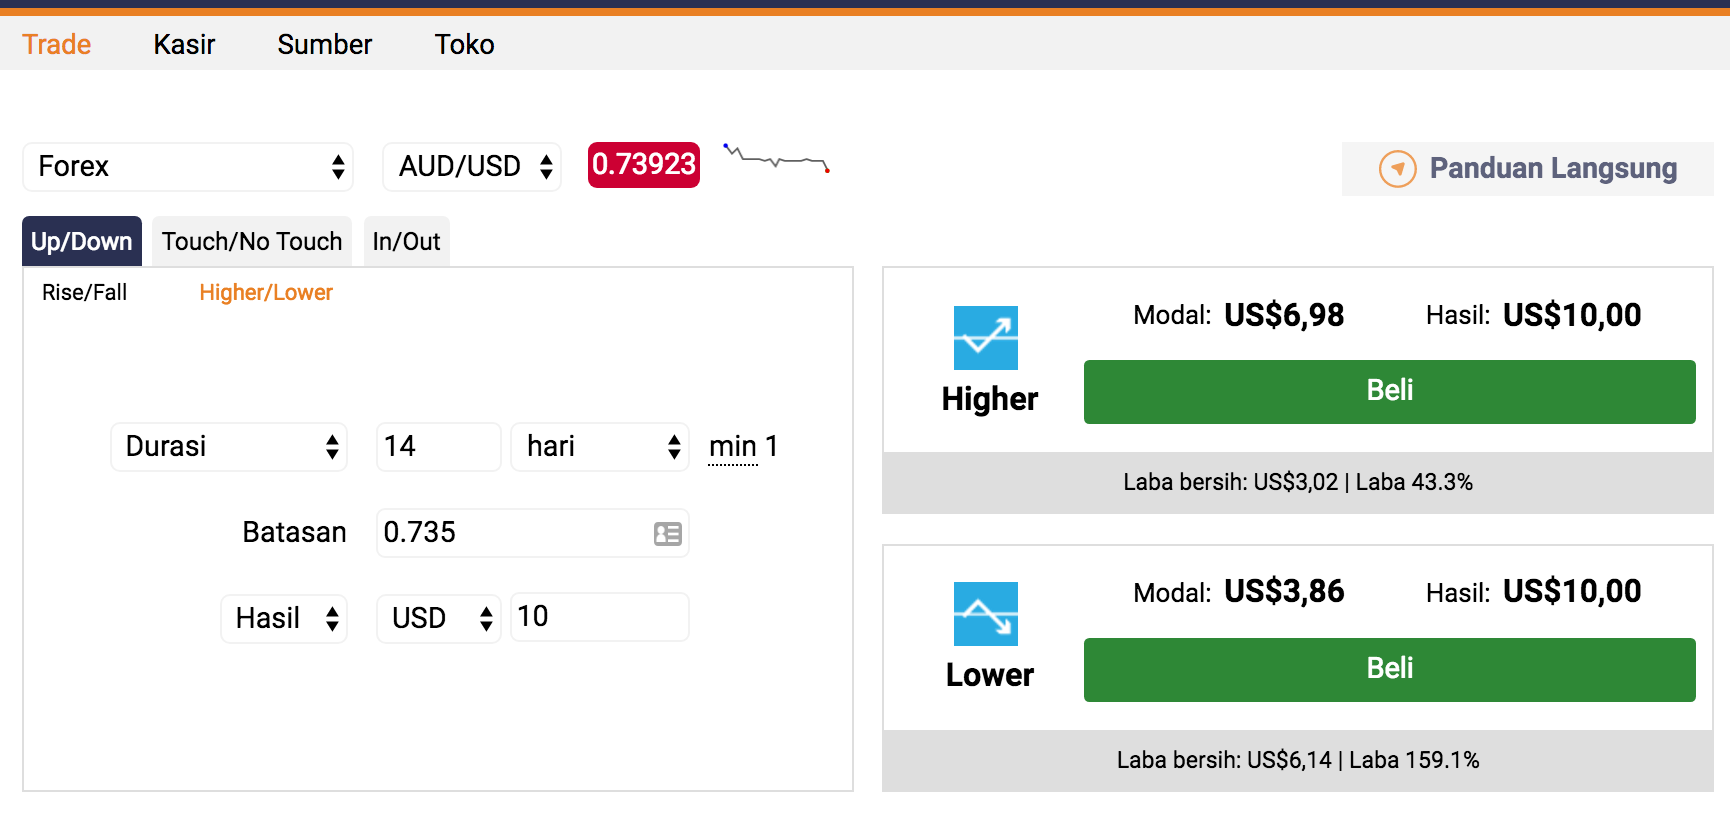 Trade Kasir Sumber Toko
Forex AUD/USD 0.73923
Panduan Langsung
Up/Down Touch/No Touch In/Out
Rise/Fall Higher/Lower
Durasi 14 hari min 1
Batasan 0.735
Hasil USD 10
Modal: US$6,98 Hasil: US$10,00
Higher
Beli
Laba bersih: US$3,02 | Laba 43.3%
Modal: US$3,86 Hasil: US$10,00
Lower
Beli
Laba bersih: US$6,14 | Laba 159.1%